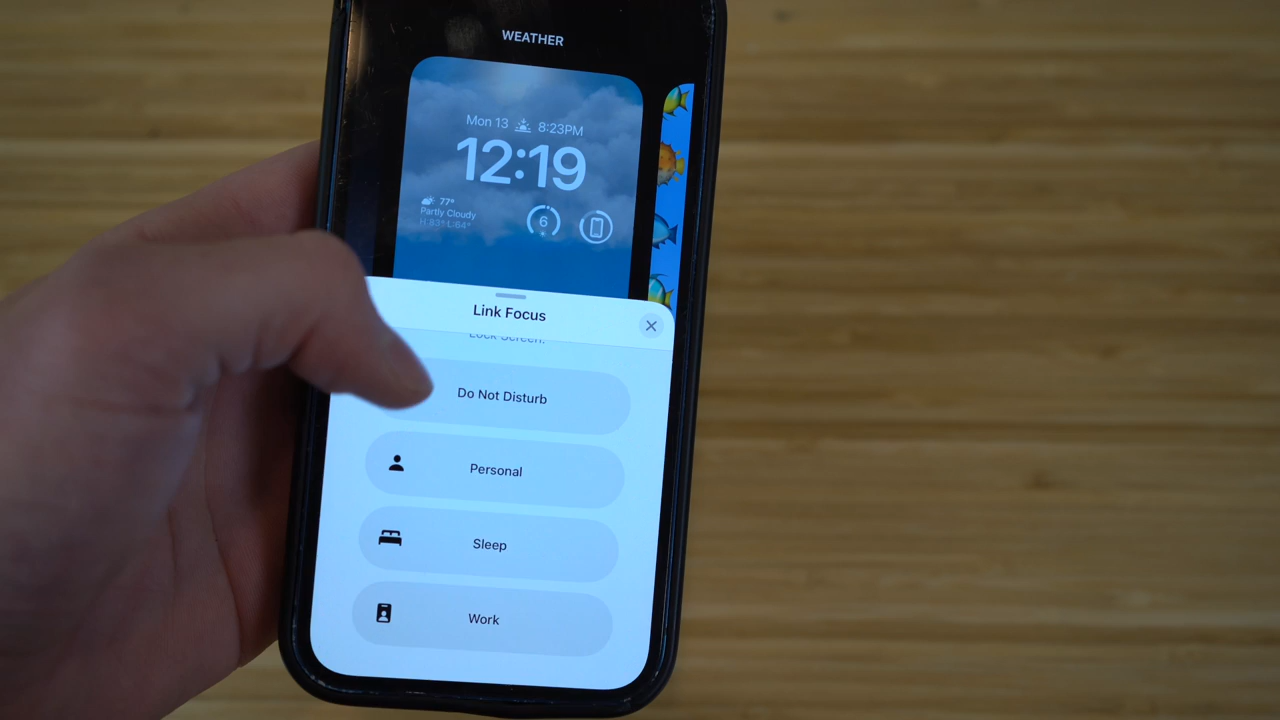 WEATHER
Mon 13 8:23PM
12:19
77°
Partly Cloudy
H:83° L:64°
6
Link Focus
Lock Screen.
Do Not Disturb
Personal
Sleep
Work